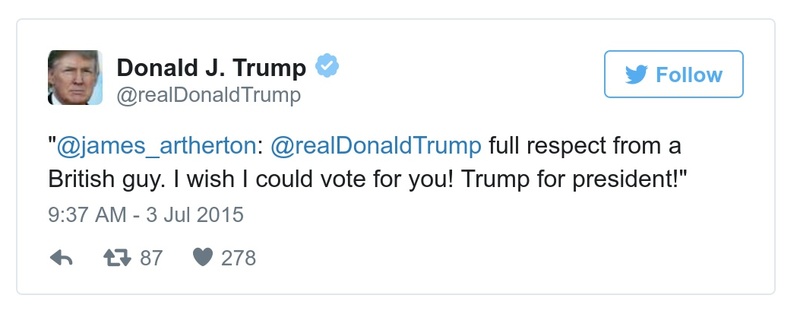 Donald J. Trump
Follow
@realDonaldTrump
"@james_artherton: @realDonaldTrump full respect from a
British guy. I wish I could vote for you! Trump for president!"
9:37 AM - 3 Jul 2015
87 278